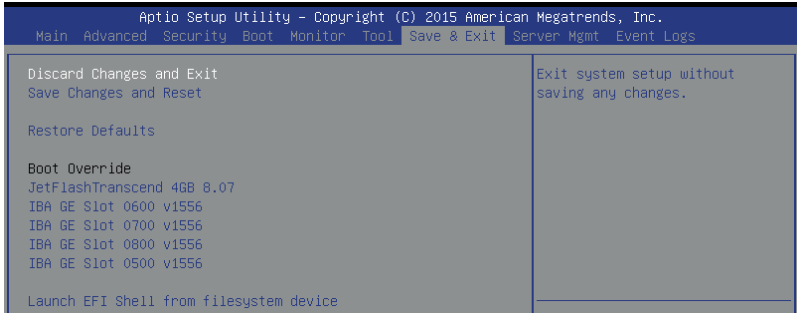 Aptio Setup Utility – Copyright (C) 2015 American Megatrends, Inc.
Main Advanced Security Boot Monitor Tool Save & Exit Server Mgmt Event Logs
Discard Changes and Exit
Save Changes and Reset
Restore Defaults
Boot Override
JetFlashTranscend 4GB 8.07
IBA GE Slot 0600 v1556
IBA GE Slot 0700 v1556
IBA GE Slot 0800 v1556
IBA GE Slot 0500 v1556
Launch EFI Shell from filesystem device
Exit system setup without
saving any changes.